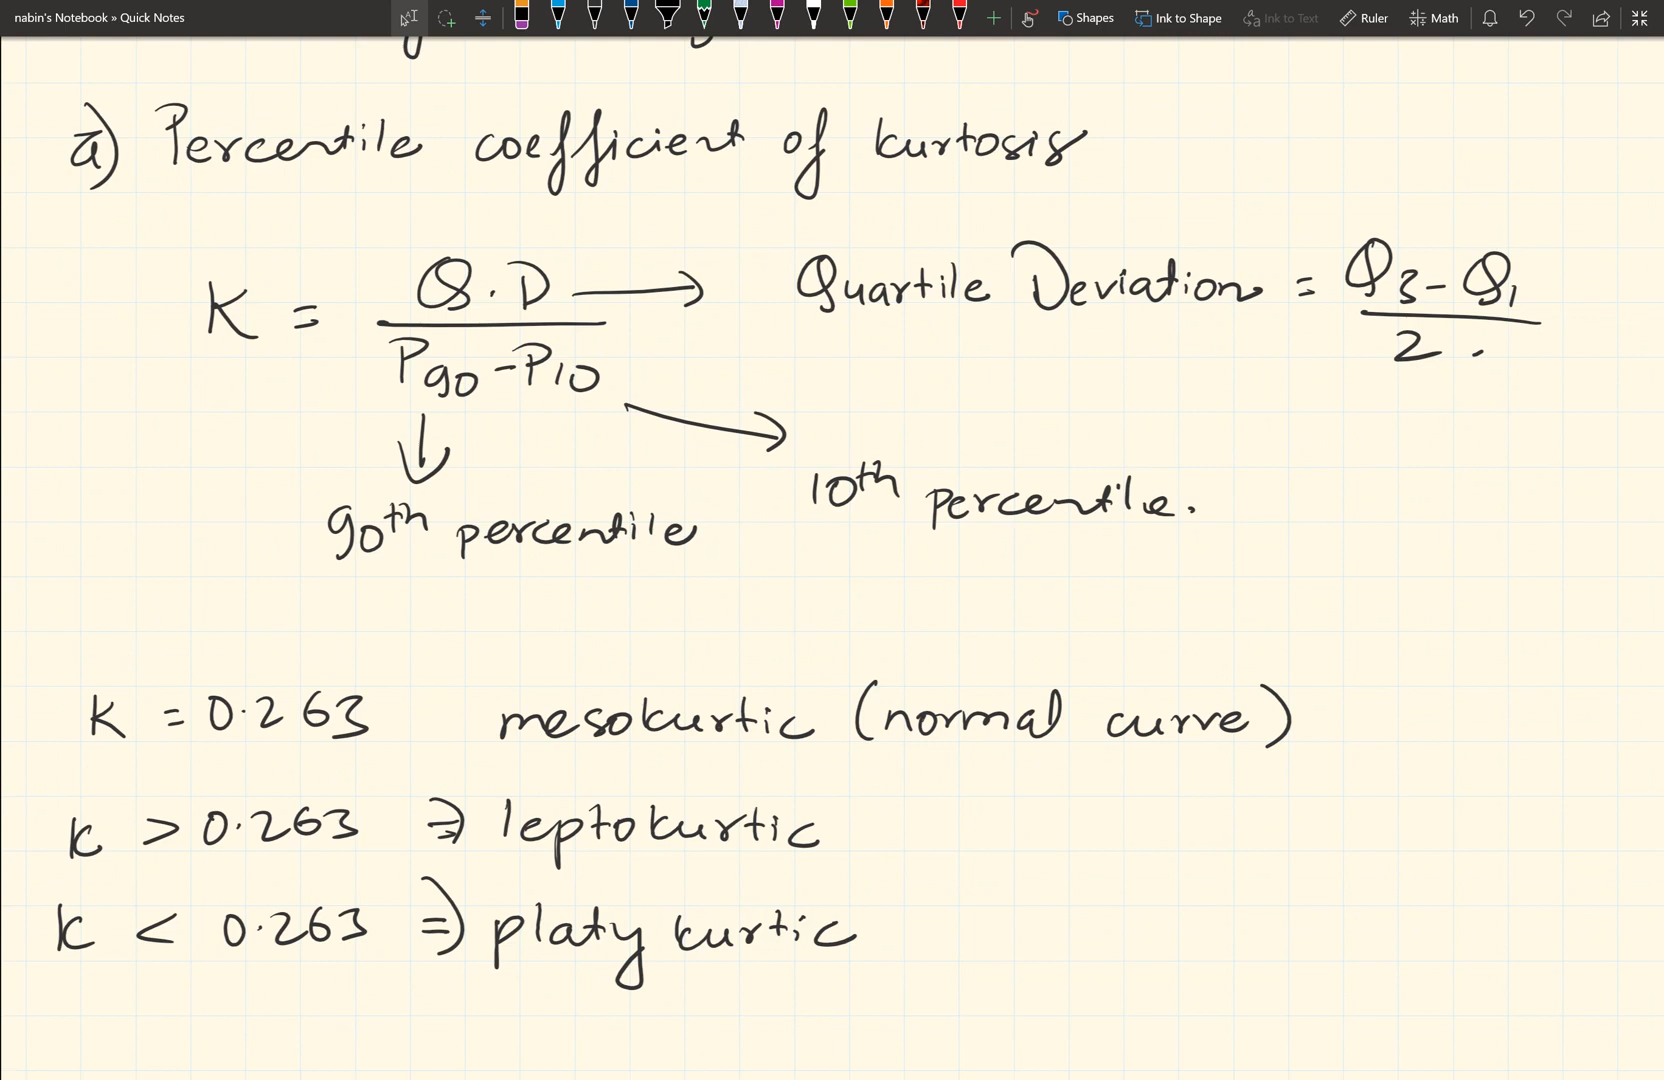 nabin's Notebook » Quick Notes
Shapes Ink to Shape Ink to Text Ruler Math
a) Percentile coefficient of kurtosis
K = Q.D / P90 - P10 → Quartile Deviation = Q3 - Q1 / 2.
90th percentile
10th percentile.
K = 0.263 mesokurtic (normal curve)
K > 0.263 ⇒ leptokurtic
K < 0.263 ⇒ platykurtic